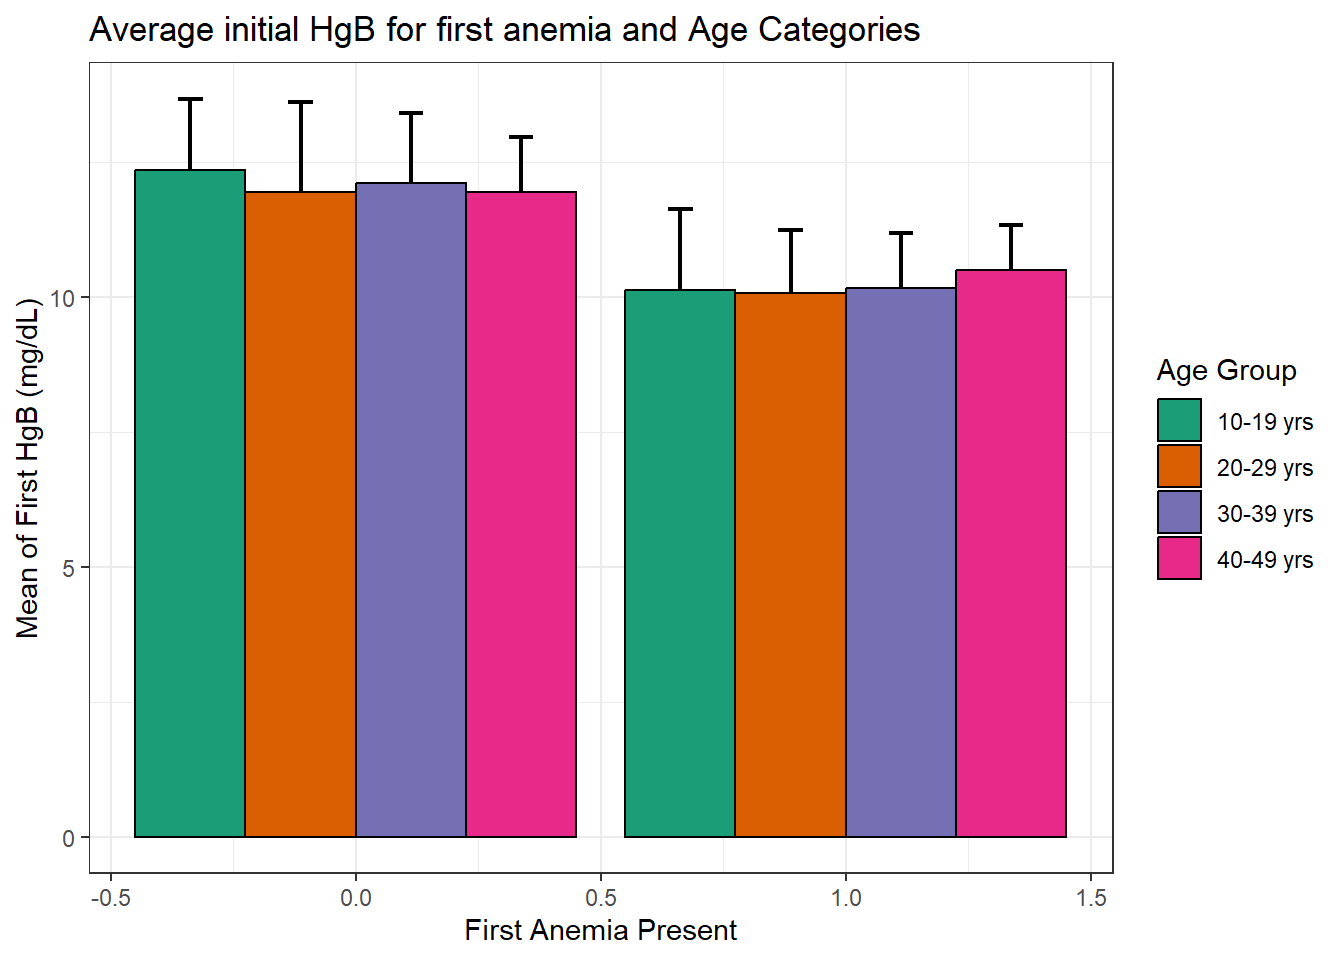 Average initial HgB for first anemia and Age Categories
Mean of First HgB (mg/dL)
10
5
0
-0.5
0.0
0.5
1.0
1.5
First Anemia Present
Age Group
10-19 yrs
20-29 yrs
30-39 yrs
40-49 yrs